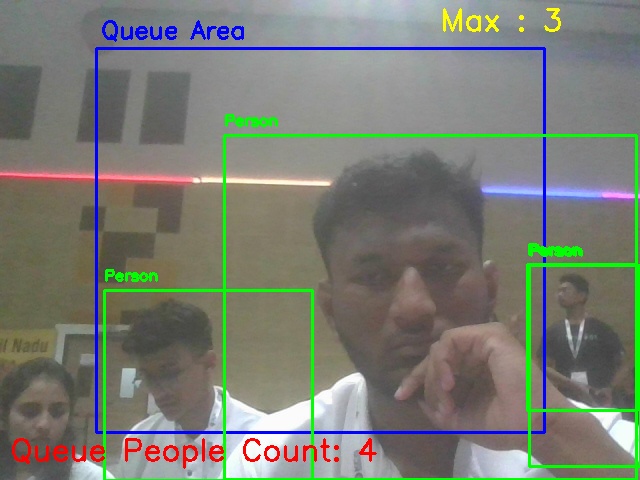 Max : 3
Queue Area
Person
Person
Person
il Nadu
Queue People Count: 4